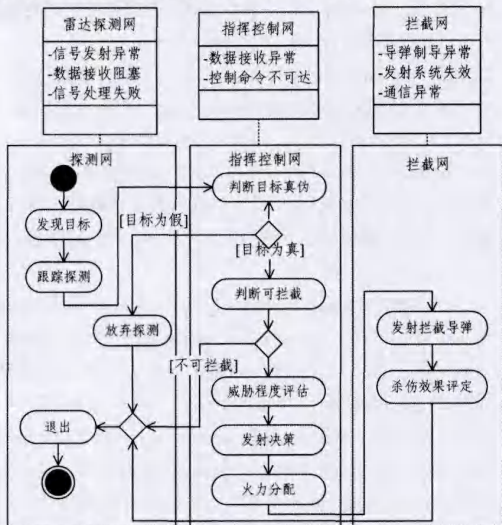 雷达探测网
-信号发射异常
-数据接收阻塞
-信号处理失败
指挥控制网
-数据接收异常
-控制命令不可达
拦截网
-导弹制导异常
-发射系统失效
-通信异常
探测网
指挥控制网
拦截网
发现目标
跟踪探测
判断目标真伪
[目标为假]
[目标为真]
放弃探测
判断可拦截
[不可拦截]
威胁程度评估
发射决策
火力分配
发射拦截导弹
杀伤效果评定
退出